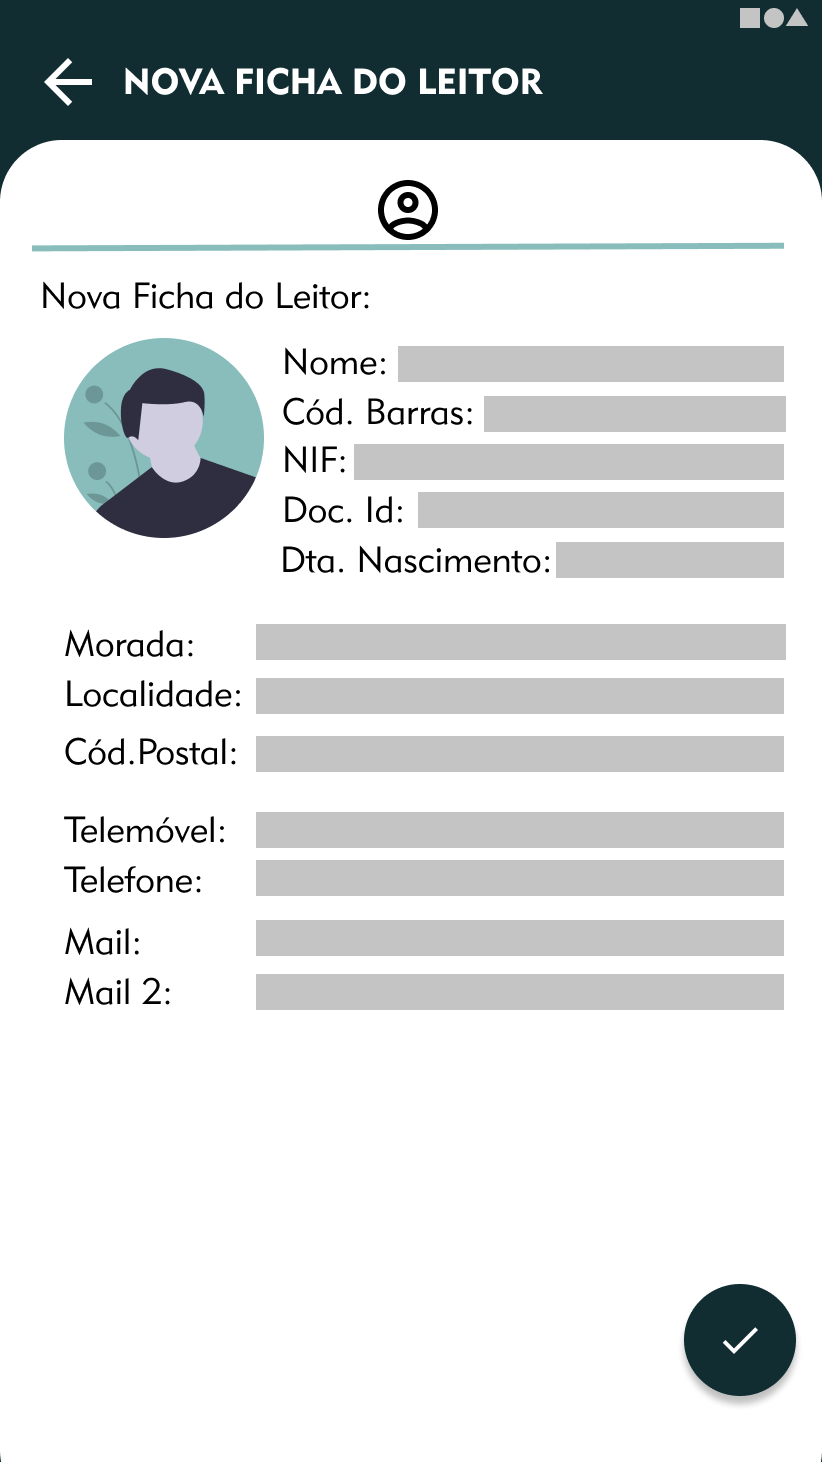 NOVA FICHA DO LEITOR
Nova Ficha do Leitor:
Nome:
Cód. Barras:
NIF:
Doc. Id:
Dta. Nascimento:
Morada:
Localidade:
Cód.Postal:
Telemóvel:
Telefone:
Mail:
Mail 2: